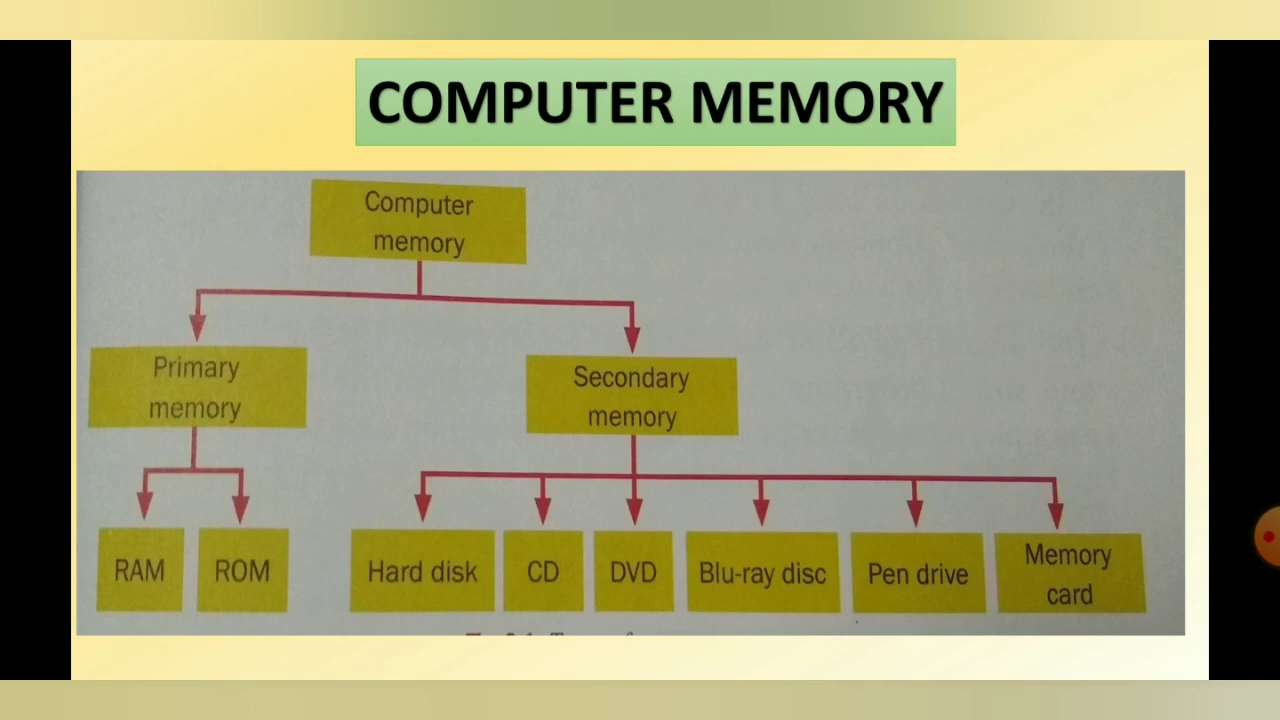 COMPUTER MEMORY
Computer
memory
Primary
memory
Secondary
memory
RAM
ROM
Hard disk
CD
DVD
Blu-ray disc
Pen drive
Memory
card